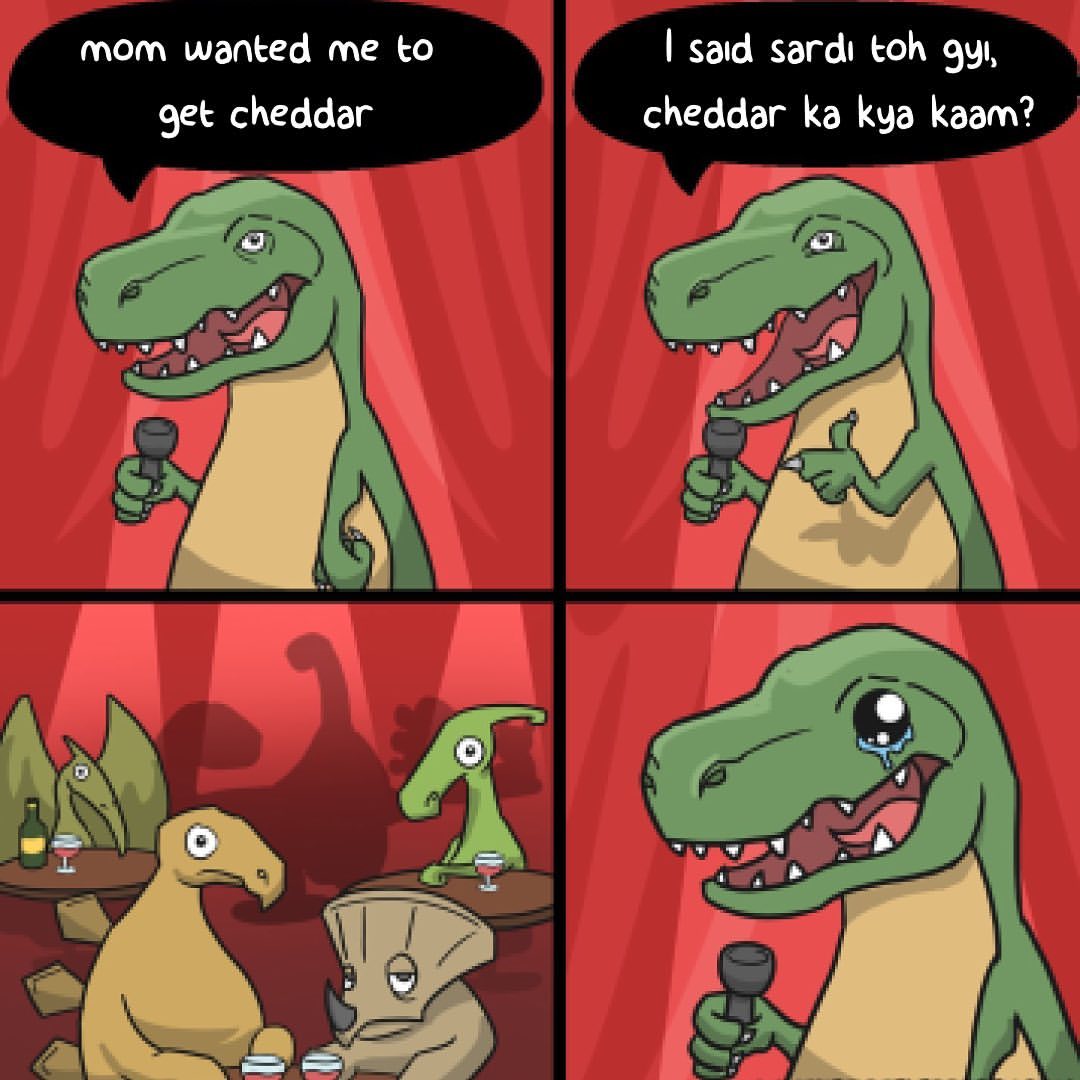 mom wanted me to
get cheddar
I said sardi toh gyi,
cheddar ka kya kaam?